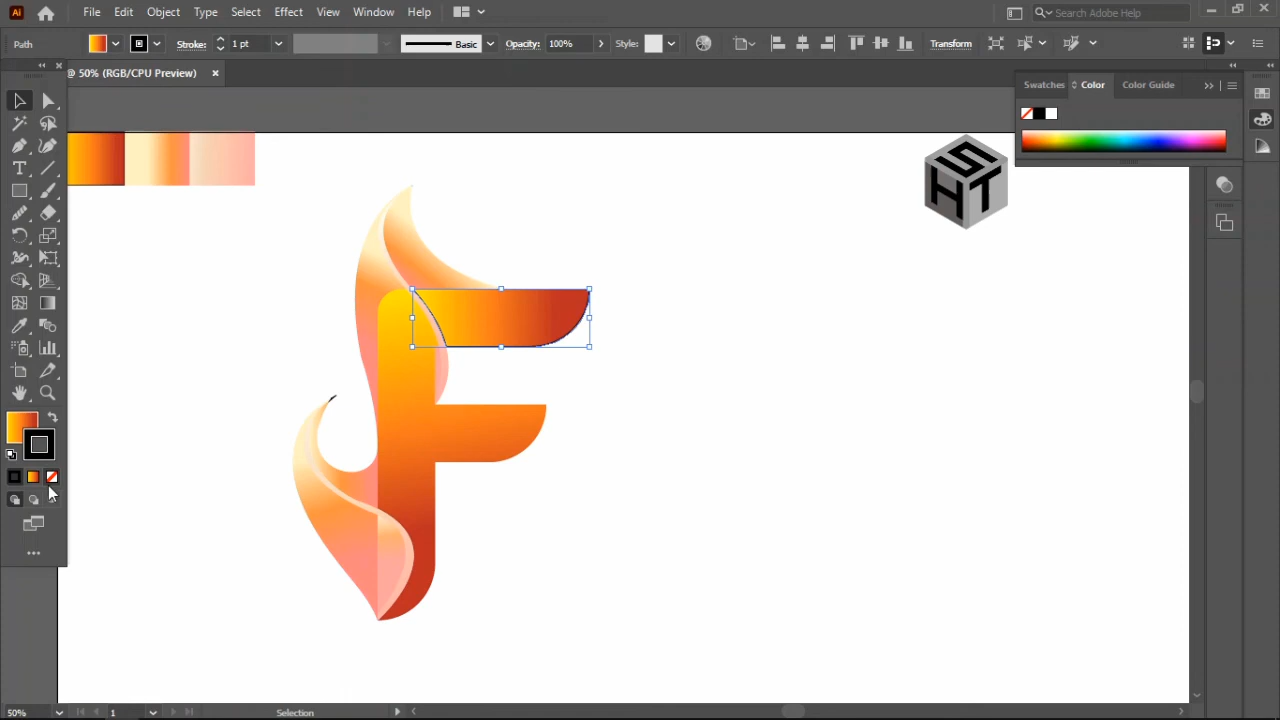 Ai File Edit Object Type Select Effect View Window Help Search Adobe Help
Path Stroke: 1 pt Basic Opacity: 100% Style: Transform
@ 50% (RGB/CPU Preview)
Swatches Color Color Guide
SHT
F
50% 1 Selection